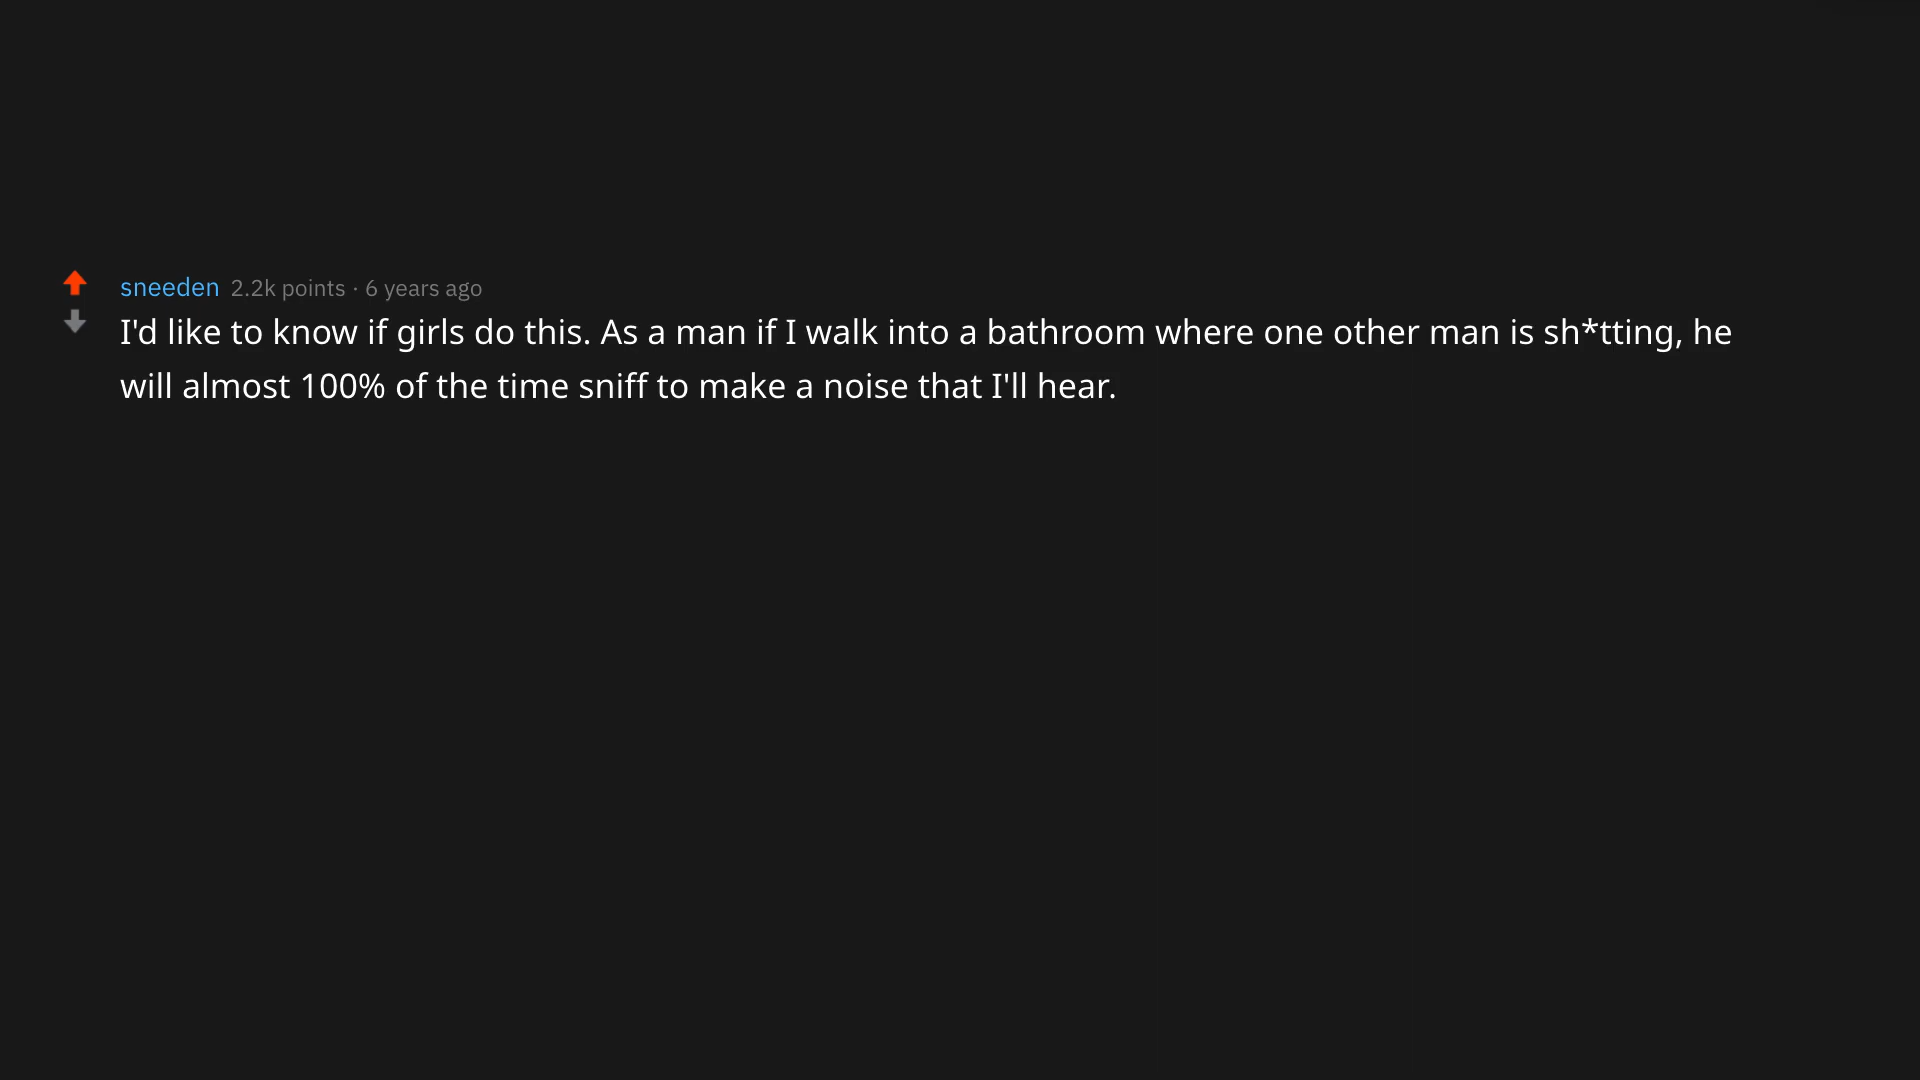 sneeden 2.2k points · 6 years ago
I'd like to know if girls do this. As a man if I walk into a bathroom where one other man is sh*tting, he
will almost 100% of the time sniff to make a noise that I'll hear.